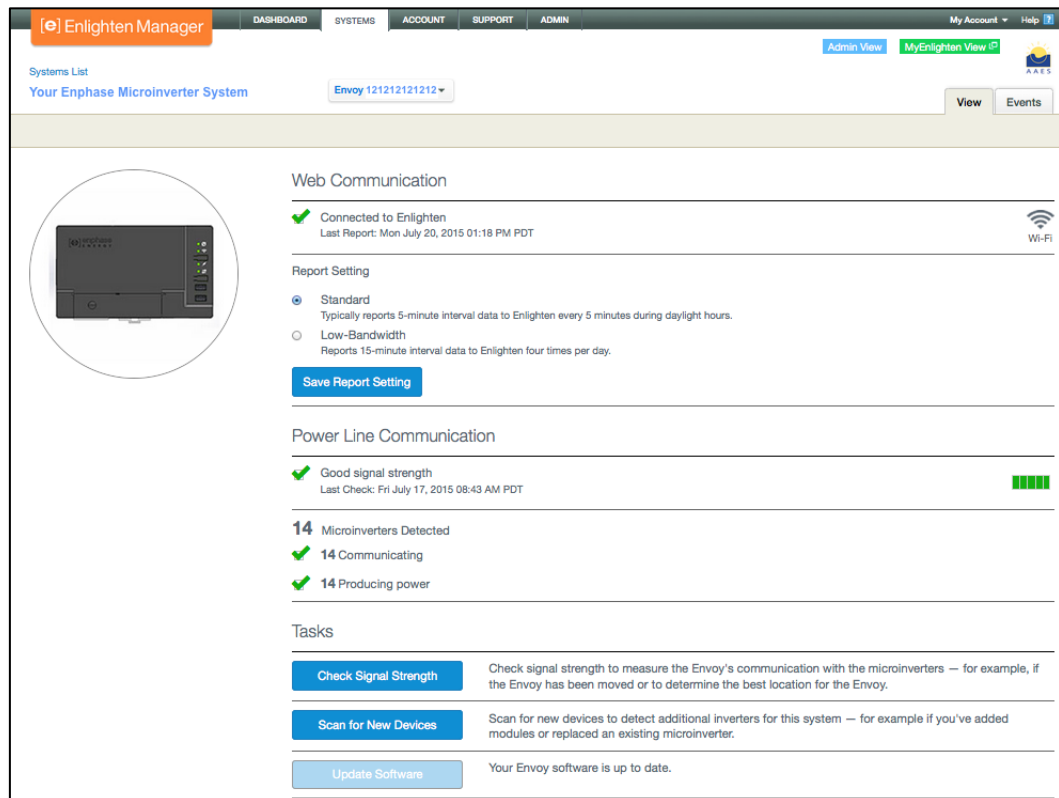 [e] Enlighten Manager
DASHBOARD SYSTEMS ACCOUNT SUPPORT ADMIN
My Account Help ?
Admin View MyEnlighten View
AAES
Systems List
Your Enphase Microinverter System
Envoy 121212121212
View Events
[e] enphase
Web Communication
Connected to Enlighten
Last Report: Mon July 20, 2015 01:18 PM PDT
Wi-Fi
Report Setting
Standard
Typically reports 5-minute interval data to Enlighten every 5 minutes during daylight hours.
Low-Bandwidth
Reports 15-minute interval data to Enlighten four times per day.
Save Report Setting
Power Line Communication
Good signal strength
Last Check: Fri July 17, 2015 08:43 AM PDT
14 Microinverters Detected
14 Communicating
14 Producing power
Tasks
Check Signal Strength
Check signal strength to measure the Envoy's communication with the microinverters — for example, if
the Envoy has been moved or to determine the best location for the Envoy.
Scan for New Devices
Scan for new devices to detect additional inverters for this system — for example if you've added
modules or replaced an existing microinverter.
Update Software
Your Envoy software is up to date.